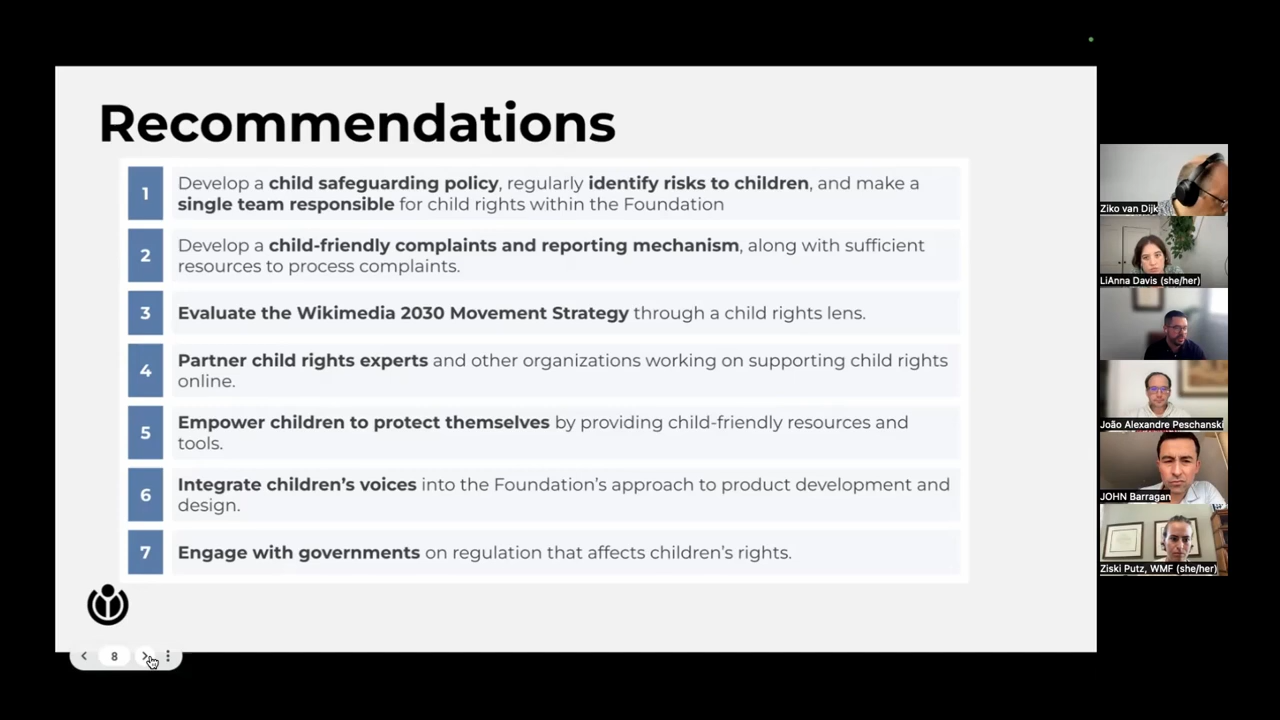 Recommendations
1
Develop a child safeguarding policy, regularly identify risks to children, and make a
single team responsible for child rights within the Foundation
2
Develop a child-friendly complaints and reporting mechanism, along with sufficient
resources to process complaints.
3
Evaluate the Wikimedia 2030 Movement Strategy through a child rights lens.
4
Partner child rights experts and other organizations working on supporting child rights
online.
5
Empower children to protect themselves by providing child-friendly resources and
tools.
6
Integrate children’s voices into the Foundation’s approach to product development and
design.
7
Engage with governments on regulation that affects children’s rights.
8
Ziko van Dijk
LiAnna Davis (she/her)
João Alexandre Peschanski
JOHN Barragan
Ziski Putz, WMF (she/her)